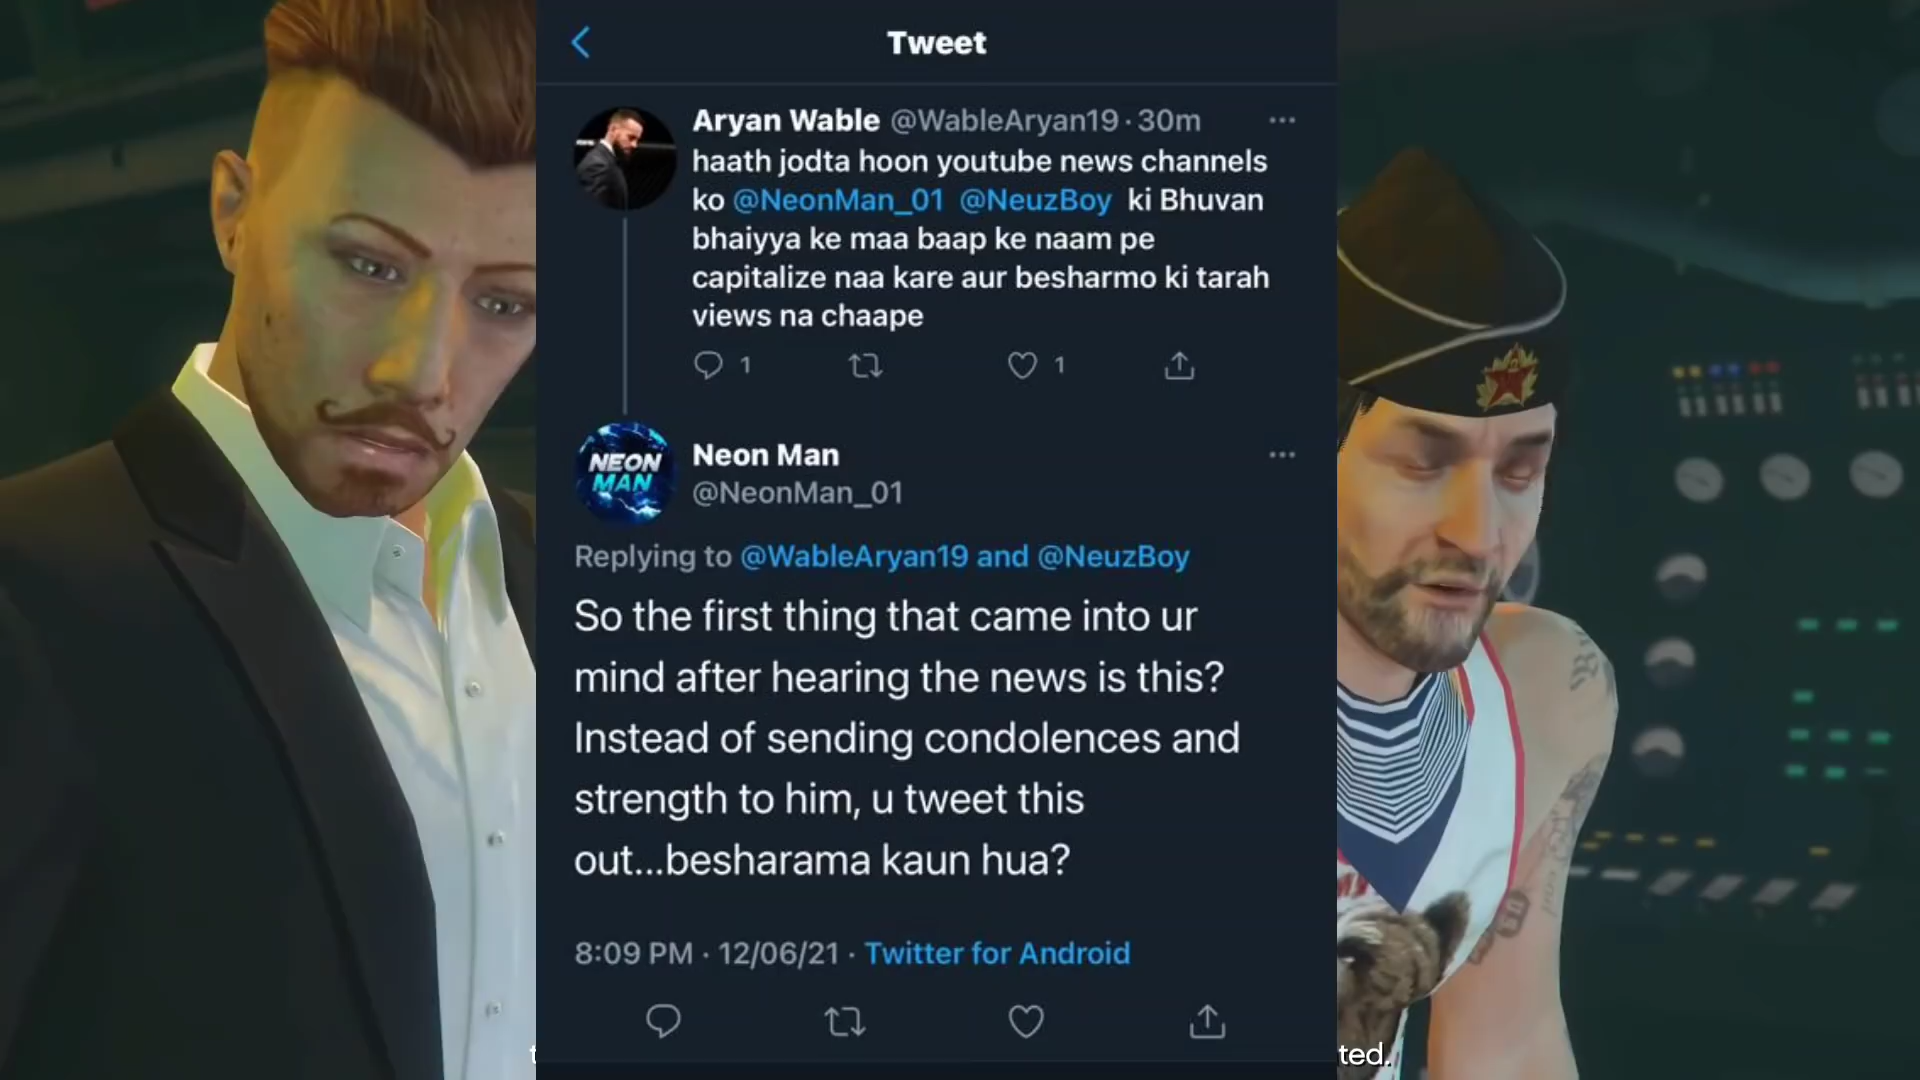 Tweet
Aryan Wable @WableAryan19 · 30m
haath jodta hoon youtube news channels
ko @NeonMan_01 @NeuzBoy ki Bhuvan
bhaiyya ke maa baap ke naam pe
capitalize naa kare aur besharmo ki tarah
views na chaape
1 1
NEON
MAN
Neon Man
@NeonMan_01
Replying to @WableAryan19 and @NeuzBoy
So the first thing that came into ur
mind after hearing the news is this?
Instead of sending condolences and
strength to him, u tweet this
out...besharama kaun hua?
8:09 PM · 12/06/21 · Twitter for Android
ted.